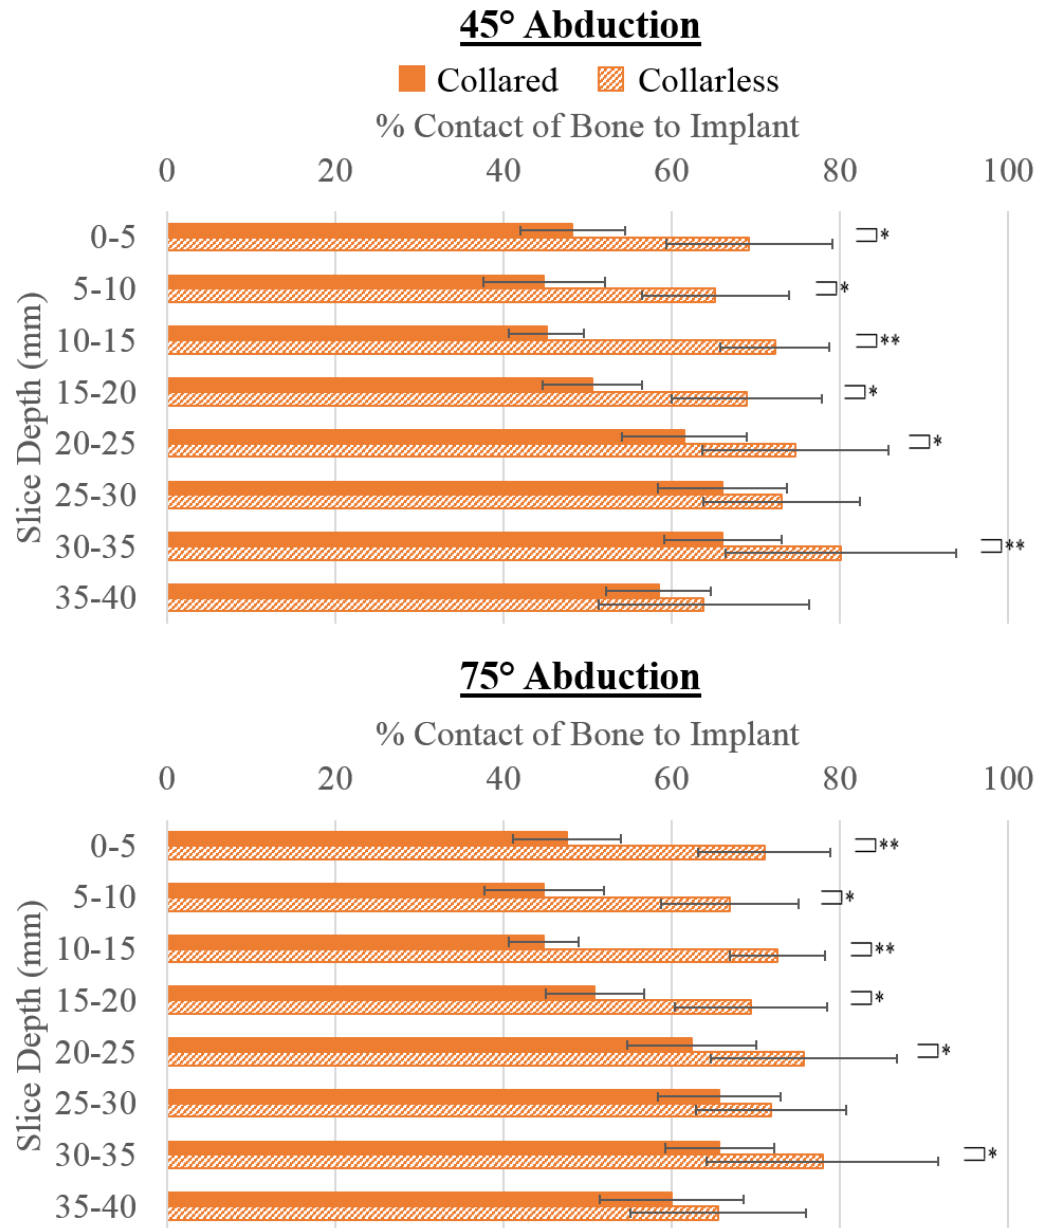 45° Abduction
Collared Collarless
% Contact of Bone to Implant
0 20 40 60 80 100
Slice Depth (mm)
0-5 *
5-10 *
10-15 **
15-20 *
20-25 *
25-30
30-35 **
35-40
75° Abduction
% Contact of Bone to Implant
0 20 40 60 80 100
Slice Depth (mm)
0-5 **
5-10 *
10-15 **
15-20 *
20-25 *
25-30
30-35 *
35-40